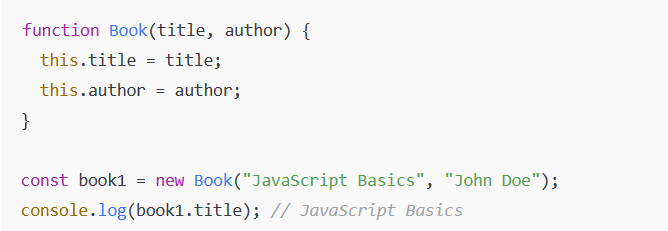 function Book(title, author) {
  this.title = title;
  this.author = author;
}

const book1 = new Book("JavaScript Basics", "John Doe");
console.log(book1.title); // JavaScript Basics